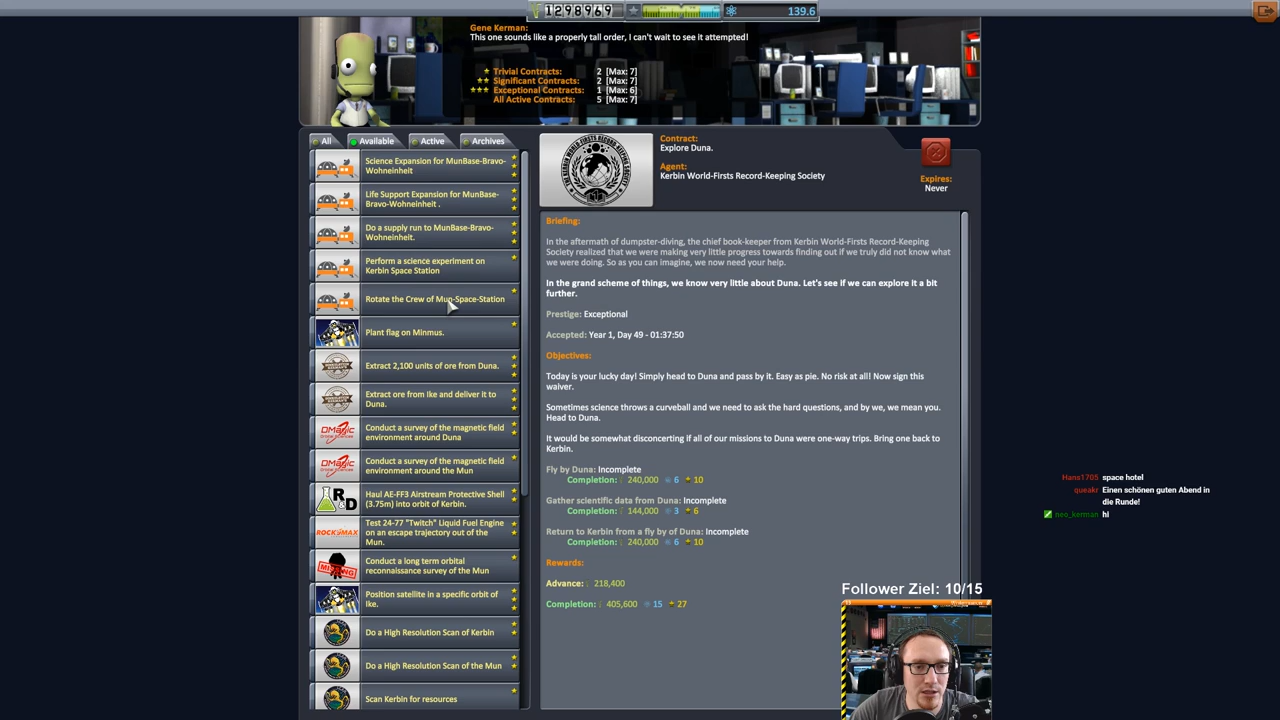 1298969
139.6
Gene Kerman:
This one sounds like a properly tall order, I can't wait to see it attempted!
Trivial Contracts: 2 [Max: 7]
Significant Contracts: 2 [Max: 7]
Exceptional Contracts: 1 [Max: 6]
All Active Contracts: 5 [Max: 7]
All
Available
Active
Archives
Science Expansion for MunBase-Bravo-
Wohneinheit
Life Support Expansion for MunBase-
Bravo-Wohneinheit .
Do a supply run to MunBase-Bravo-
Wohneinheit.
Perform a science experiment on
Kerbin Space Station
Rotate the Crew of Mun-Space-Station
Plant flag on Minmus.
Extract 2,100 units of ore from Duna.
Extract ore from Ike and deliver it to
Duna.
DMagic
Conduct a survey of the magnetic field
environment around Duna
DMagic
Conduct a survey of the magnetic field
environment around the Mun
R&D
Haul AE-FF3 Airstream Protective Shell
(3.75m) into orbit of Kerbin.
ROCKOMAX
Test 24-77 "Twitch" Liquid Fuel Engine
on an escape trajectory out of the
Mun.
MISSING
Conduct a long term orbital
reconnaissance survey of the Mun
Position satellite in a specific orbit of
Ike.
Do a High Resolution Scan of Kerbin
Do a High Resolution Scan of the Mun
Scan Kerbin for resources
Contract:
Explore Duna.
Agent:
Kerbin World-Firsts Record-Keeping Society
Expires:
Never
Briefing:
In the aftermath of dumpster-diving, the chief book-keeper from Kerbin World-Firsts Record-Keeping
Society realized that we were making very little progress towards finding out if we truly did not know what
we were doing. So as you can imagine, we now need your help.
In the grand scheme of things, we know very little about Duna. Let's see if we can explore it a bit
further.
Prestige: Exceptional
Accepted: Year 1, Day 49 - 01:37:50
Objectives:
Today is your lucky day! Simply head to Duna and pass by it. Easy as pie. No risk at all! Now sign this
waiver.
Sometimes science throws a curveball and we need to ask the hard questions, and by we, we mean you.
Head to Duna.
It would be somewhat disconcerting if all of our missions to Duna were one-way trips. Bring one back to
Kerbin.
Fly by Duna: Incomplete
Completion: 240,000 6 10
Gather scientific data from Duna: Incomplete
Completion: 144,000 3 6
Return to Kerbin from a fly by of Duna: Incomplete
Completion: 240,000 6 10
Rewards:
Advance: 218,400
Completion: 405,600 15 27
Hans1705 space hotel
queakr Einen schönen guten Abend in
die Runde!
neo_kerman hi
Follower Ziel: 10/15